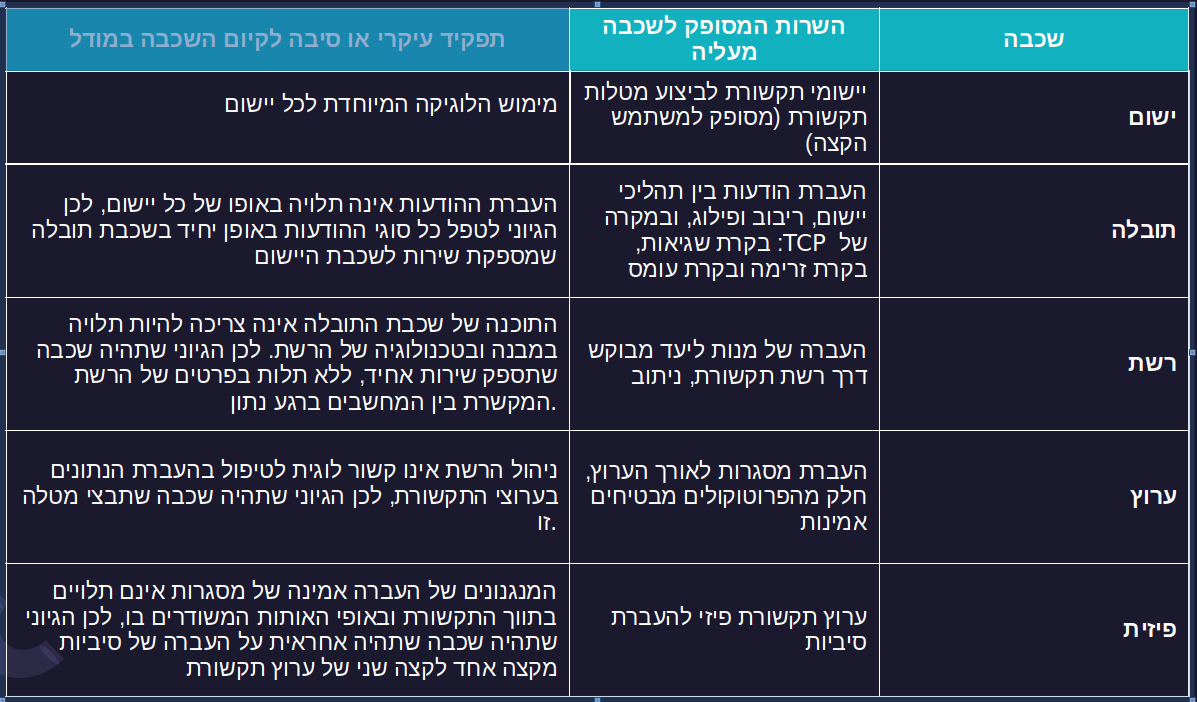 שכבה
השרות המסופק לשכבה
מעליה
תפקיד עיקרי או סיבה לקיום השכבה במודל
ישום
יישומי תקשורת לביצוע מטלות
תקשורת (מסופק למשתמש
הקצה)
מימוש הלוגיקה המיוחדת לכל יישום
תובלה
העברת הודעות בין תהליכי
יישום, ריבוב ופילוג, ובמקרה
של TCP: בקרת שגיאות,
בקרת זרימה ובקרת עומס
העברת ההודעות אינה תלויה באופו של כל יישום, לכן
הגיוני לטפל כל סוגי ההודעות באופן יחיד בשכבת תובלה
שמספקת שירות לשכבת היישום
רשת
העברה של מנות ליעד מבוקש
דרך רשת תקשורת, ניתוב
התוכנה של שכבת התובלה אינה צריכה להיות תלויה
במבנה ובטכנולוגיה של הרשת. לכן הגיוני שתהיה שכבה
שתספק שירות אחיד, ללא תלות בפרטים של הרשת
.המקשרת בין המחשבים ברגע נתון
ערוץ
העברת מסגרות לאורך הערוץ,
חלק מהפרוטוקולים מבטיחים
אמינות
ניהול הרשת אינו קשור לוגית לטיפול בהעברת הנתונים
בערוצי התקשורת, לכן הגיוני שתהיה שכבה שתבצי מטלה
.זו
פיזית
ערוץ תקשורת פיזי להעברת
סיביות
המנגנונים של העברה אמינה של מסגרות אינם תלויים
בתווך התקשורת ובאופי האותות המשודרים בו, לכן הגיוני
שתהיה שכבה שתהיה אחראית על העברה של סיביות
מקצה אחד לקצה שני של ערוץ תקשורת